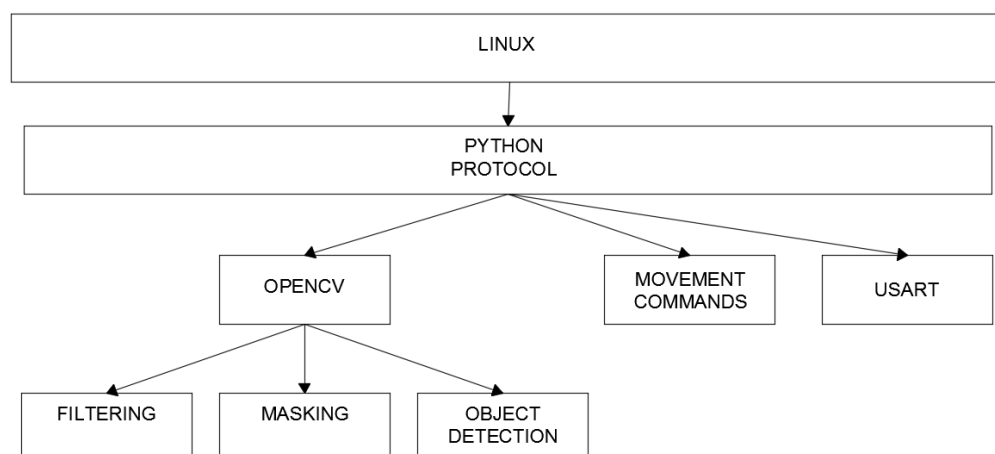 LINUX
PYTHON
PROTOCOL
OPENCV
MOVEMENT
COMMANDS
USART
FILTERING
MASKING
OBJECT
DETECTION